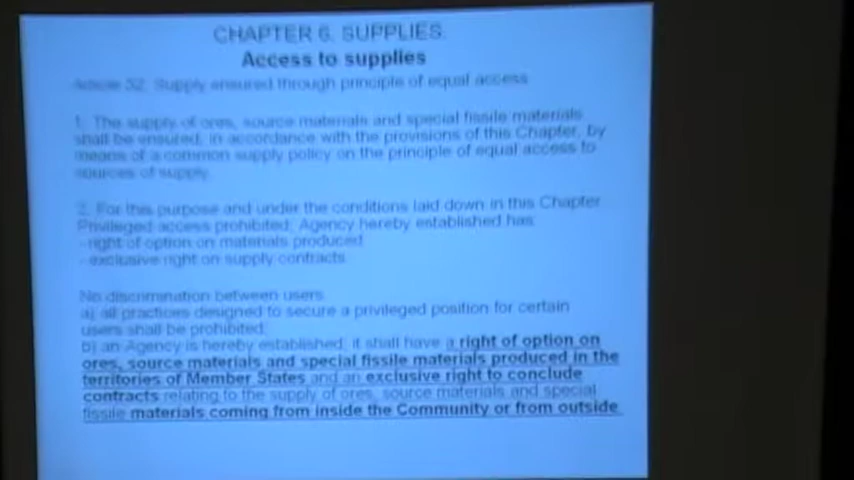 CHAPTER 6. SUPPLIES.
Access to supplies
Article 52: Supply ensured through principle of equal access
1. The supply of ores, source materials and special fissile materials
shall be ensured, in accordance with the provisions of this Chapter, by
means of a common supply policy on the principle of equal access to
sources of supply.
2. For this purpose and under the conditions laid down in this Chapter
Privileged access prohibited; Agency hereby established has
-right of option on materials produced
-exclusive right on supply contracts.
No discrimination between users
a) all practices designed to secure a privileged position for certain
users shall be prohibited;
b) an Agency is hereby established; it shall have a right of option on
ores, source materials and special fissile materials produced in the
territories of Member States and an exclusive right to conclude
contracts relating to the supply of ores, source materials and special
fissile materials coming from inside the Community or from outside.